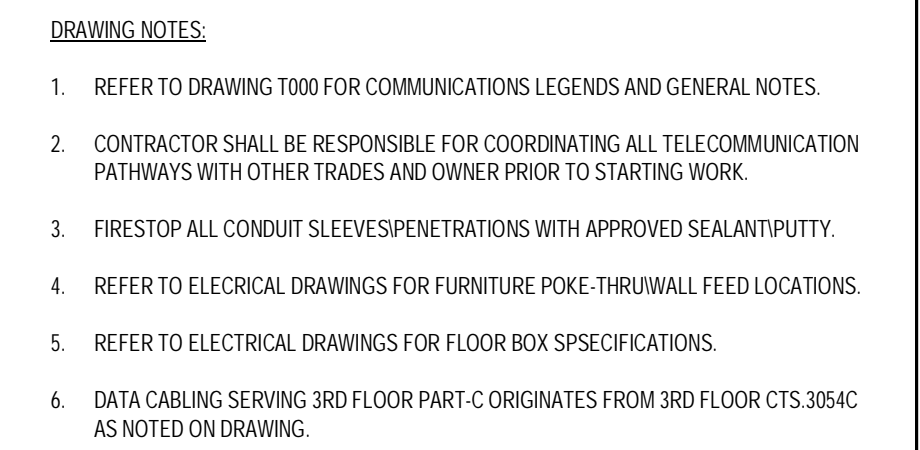 DRAWING NOTES:
1. REFER TO DRAWING T000 FOR COMMUNICATIONS LEGENDS AND GENERAL NOTES.
2. CONTRACTOR SHALL BE RESPONSIBLE FOR COORDINATING ALL TELECOMMUNICATION
PATHWAYS WITH OTHER TRADES AND OWNER PRIOR TO STARTING WORK.
3. FIRESTOP ALL CONDUIT SLEEVES\PENETRATIONS WITH APPROVED SEALANT\PUTTY.
4. REFER TO ELECRICAL DRAWINGS FOR FURNITURE POKE-THRU\WALL FEED LOCATIONS.
5. REFER TO ELECTRICAL DRAWINGS FOR FLOOR BOX SPSECIFICATIONS.
6. DATA CABLING SERVING 3RD FLOOR PART-C ORIGINATES FROM 3RD FLOOR CTS.3054C
AS NOTED ON DRAWING.